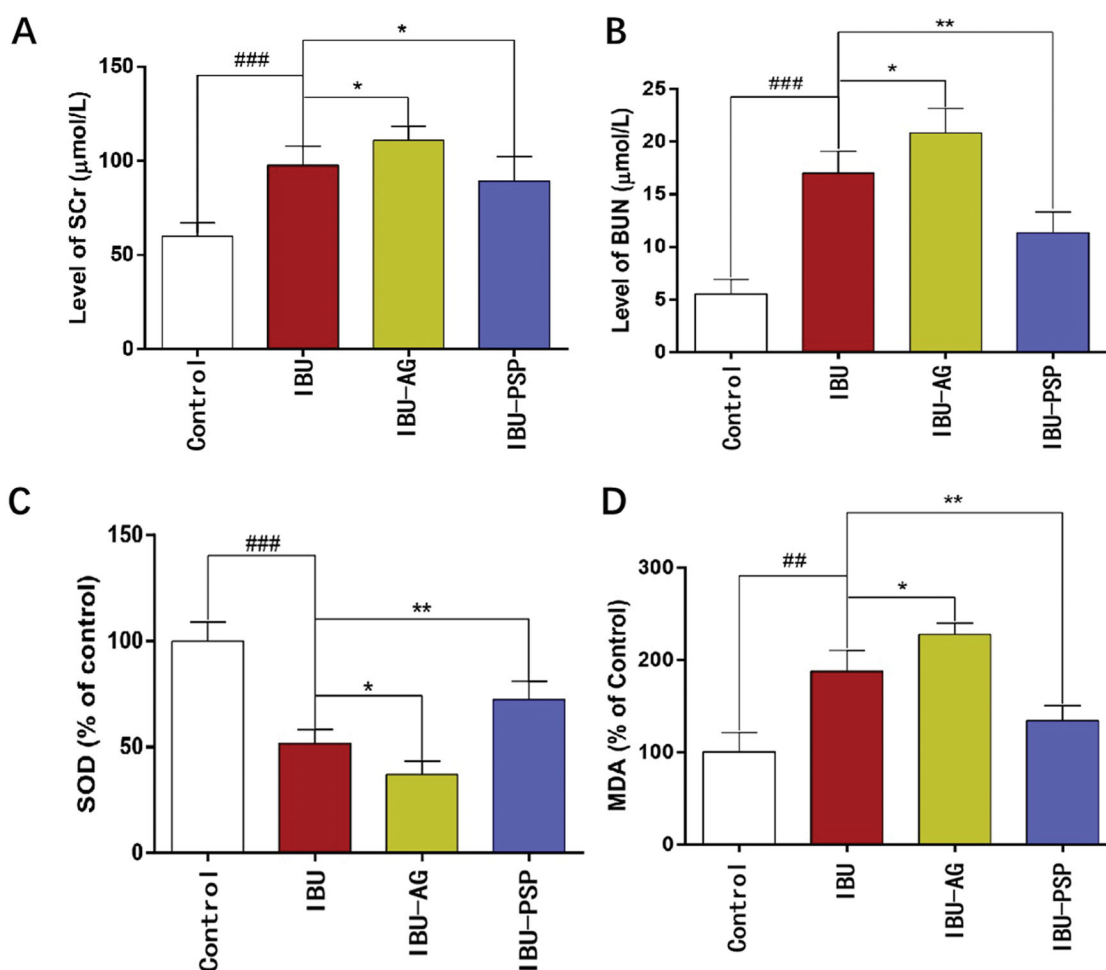 A
Level of SCr (μmol/L)
150
100
50
0
###
*
*
Control
IBU
IBU-AG
IBU-PSP
B
Level of BUN (μmol/L)
25
20
15
10
5
0
###
*
**
Control
IBU
IBU-AG
IBU-PSP
C
SOD (% of control)
150
100
50
0
###
**
*
Control
IBU
IBU-AG
IBU-PSP
D
MDA (% of Control)
300
200
100
0
##
*
**
Control
IBU
IBU-AG
IBU-PSP